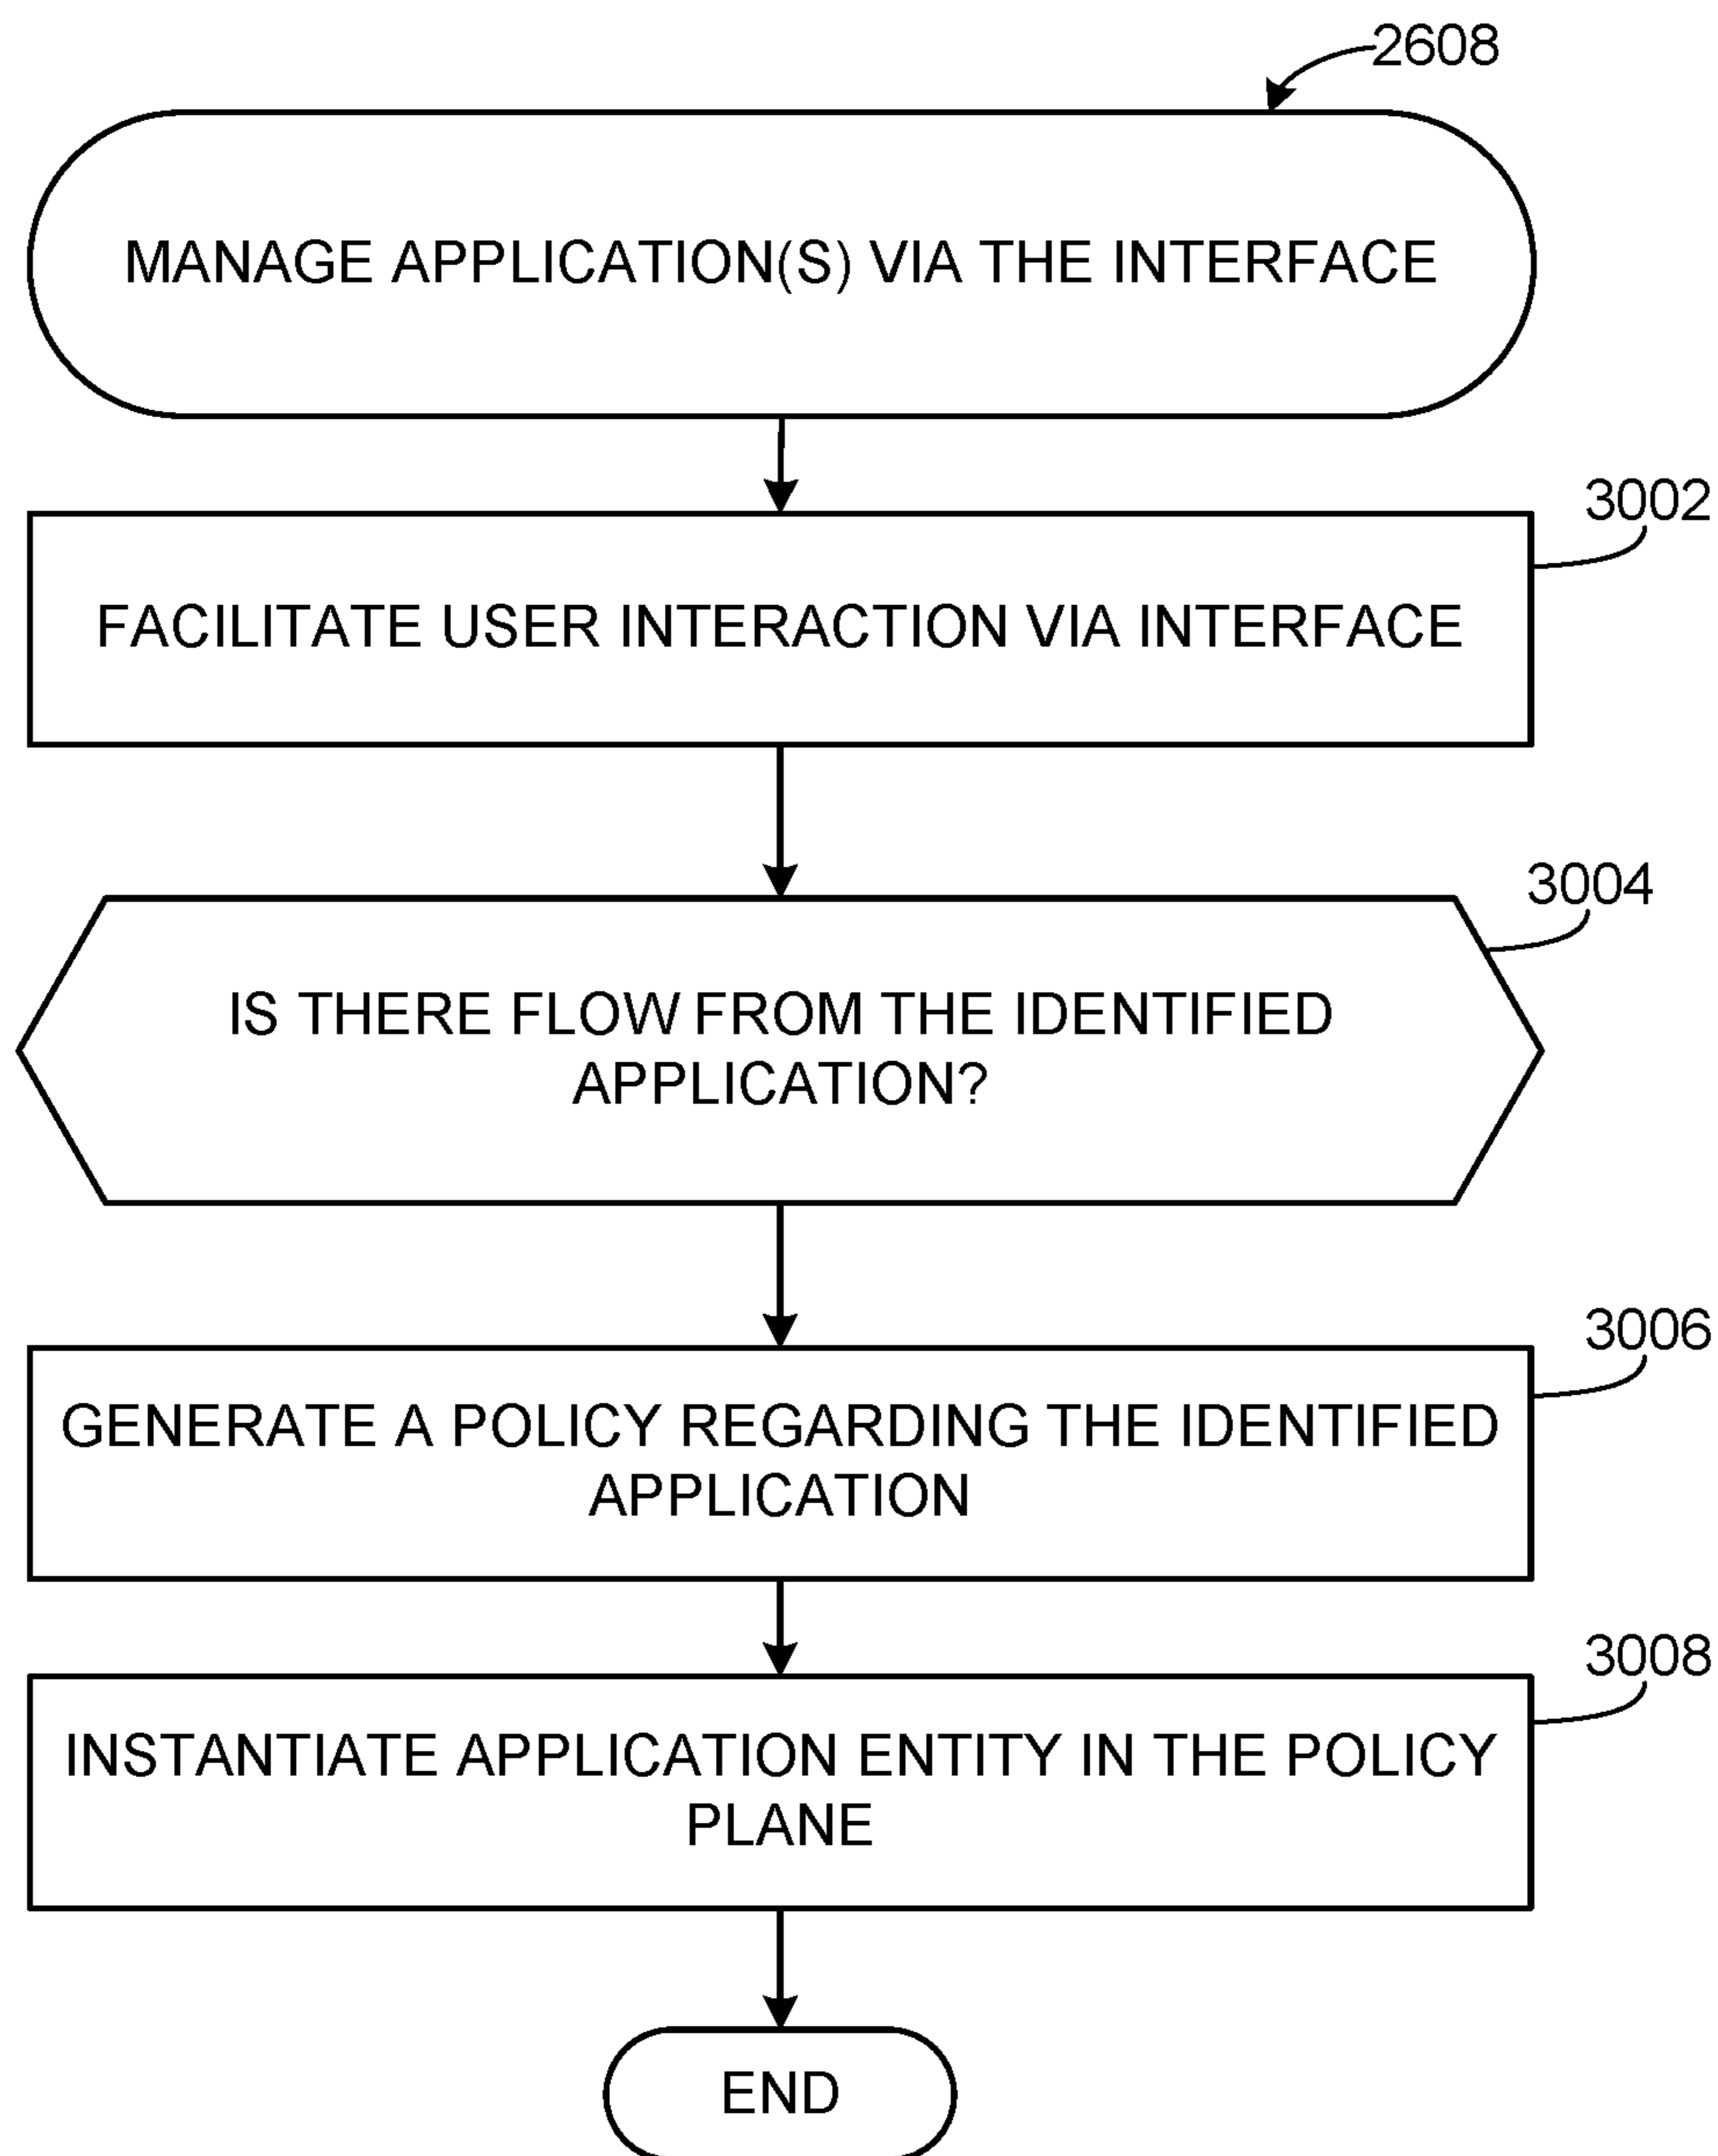 2608
MANAGE APPLICATION(S) VIA THE INTERFACE
3002
FACILITATE USER INTERACTION VIA INTERFACE
3004
IS THERE FLOW FROM THE IDENTIFIED
APPLICATION?
3006
GENERATE A POLICY REGARDING THE IDENTIFIED
APPLICATION
3008
INSTANTIATE APPLICATION ENTITY IN THE POLICY
PLANE
END